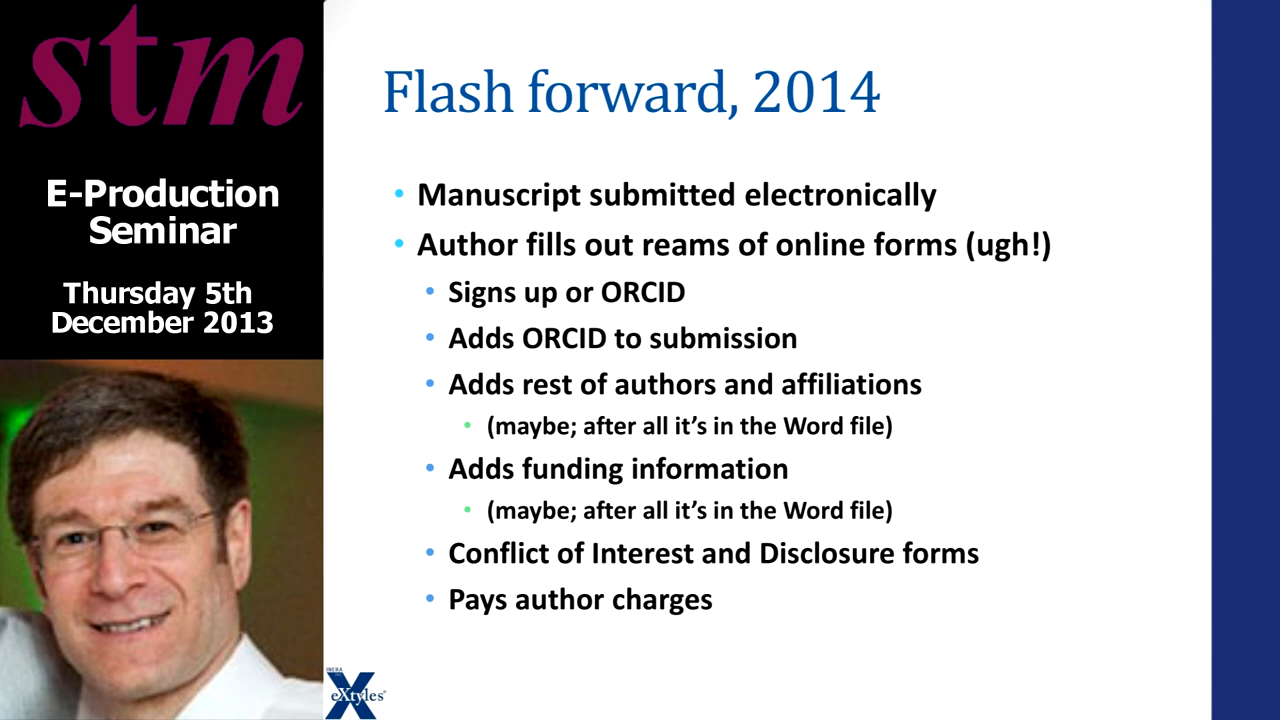 stm
E-Production
Seminar
Thursday 5th
December 2013
Flash forward, 2014
• Manuscript submitted electronically
• Author fills out reams of online forms (ugh!)
• Signs up or ORCID
• Adds ORCID to submission
• Adds rest of authors and affiliations
• (maybe; after all it's in the Word file)
• Adds funding information
• (maybe; after all it's in the Word file)
• Conflict of Interest and Disclosure forms
• Pays author charges
INERA
eXtyles®